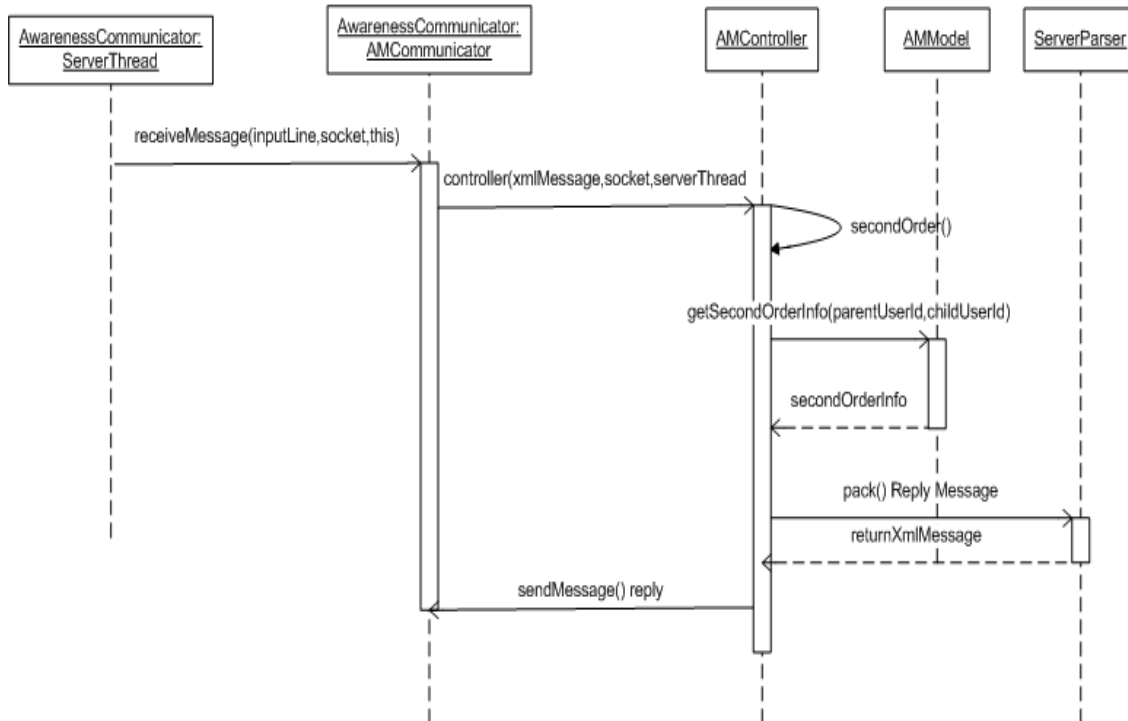 AwarenessCommunicator:
ServerThread
AwarenessCommunicator:
AMCommunicator
AMController
AMModel
ServerParser
receiveMessage(inputLine,socket,this)
controller(xmlMessage,socket,serverThread
secondOrder()
getSecondOrderInfo(parentUserId,childUserId)
secondOrderInfo
pack() Reply Message
returnXmlMessage
sendMessage() reply